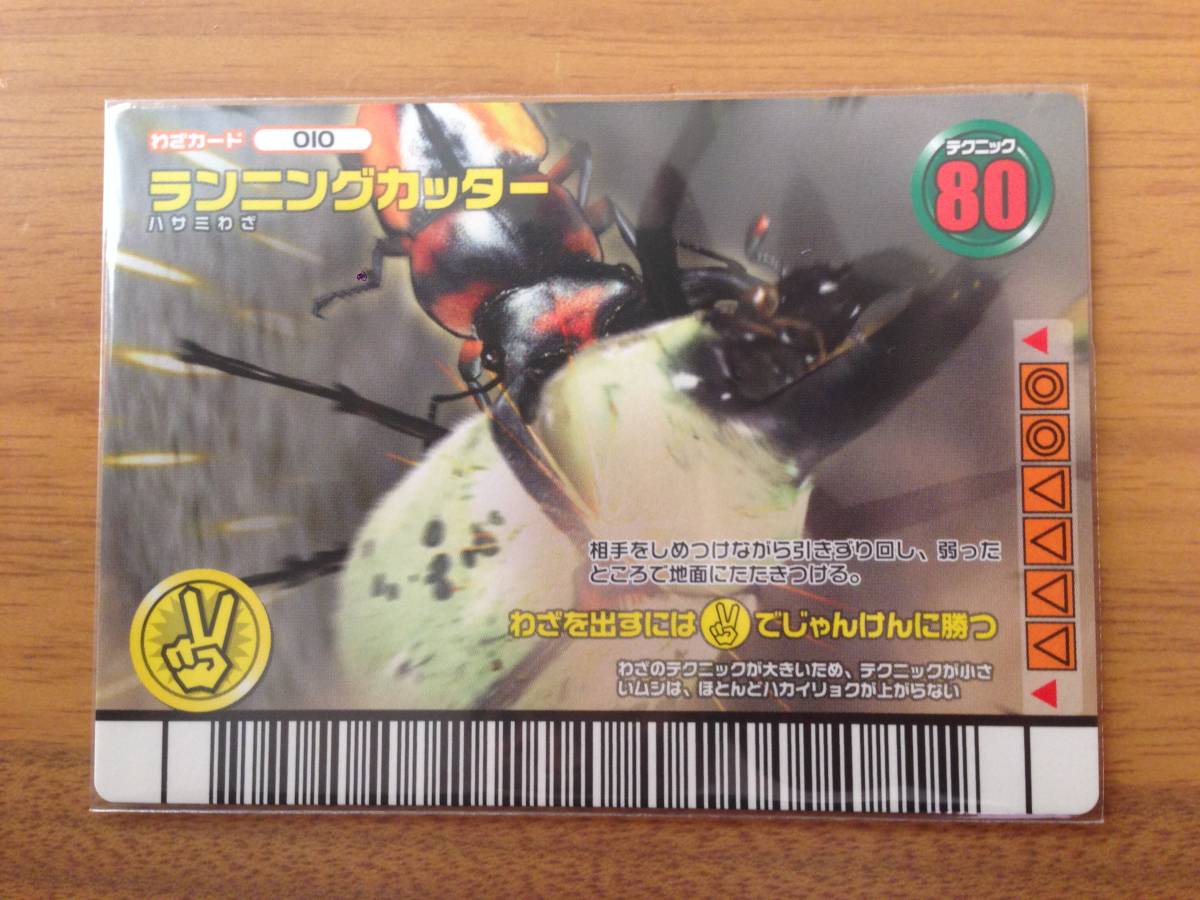 わざカード 010
ランニングカッター
ハサミわざ
テクニック
80
相手をしめつけながら引きずり回し、弱った
ところで地面にたたきつける。
わざを出すには でじゃんけんに勝つ
わざのテクニックが大きいため、テクニックが小さ
いムシは、ほとんどハカイリョクが上がらない